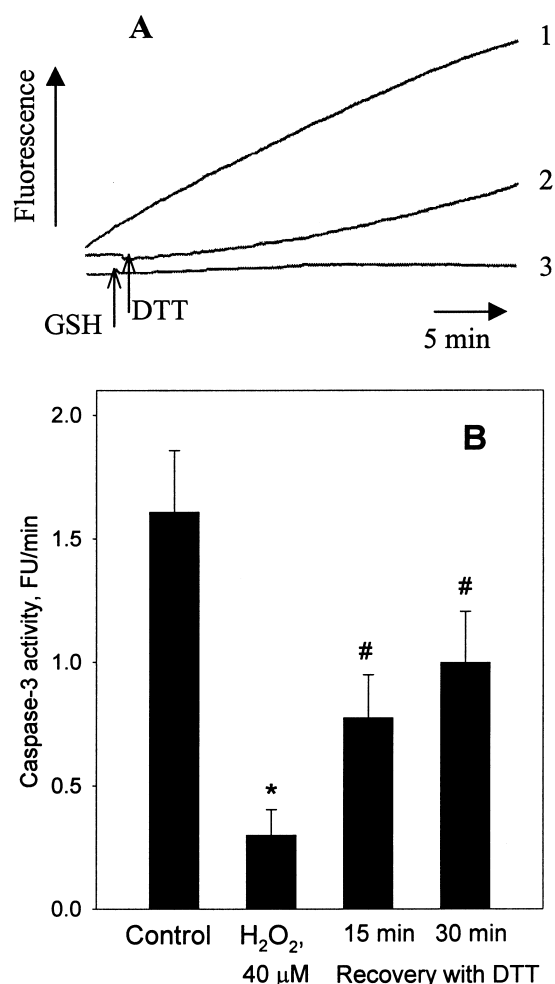 A
1
Fluorescence
2
3
GSH
DTT
5 min
B
2.0
1.5
1.0
0.5
0.0
Caspase-3 activity, FU/min
*
#
#
Control
H₂O₂,
40 μM
15 min
30 min
Recovery with DTT